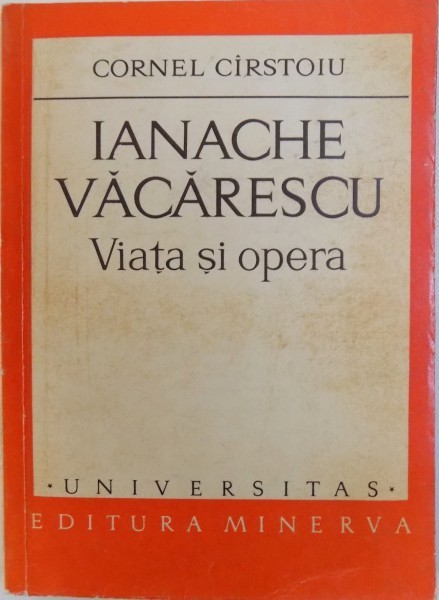 CORNEL CÎRSTOIU
IANACHE
VĂCĂRESCU
Viața și opera
· UNIVERSITAS ·
EDITURA MINERVA